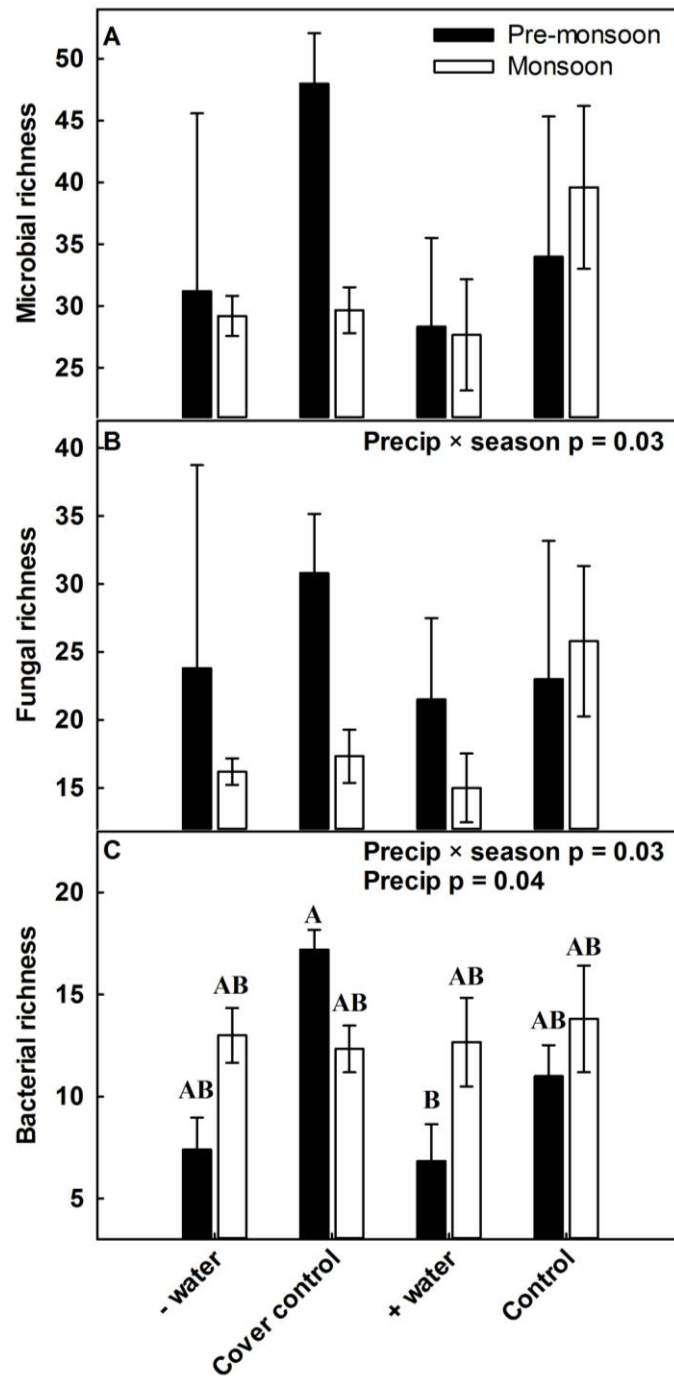 A
Pre-monsoon
Monsoon
Microbial richness
50
45
40
35
30
25
B
Precip × season p = 0.03
Fungal richness
40
35
30
25
20
15
C
Precip × season p = 0.03
Precip p = 0.04
Bacterial richness
20
15
10
5
AB
AB
A
AB
B
AB
AB
AB
- water
Cover control
+ water
Control